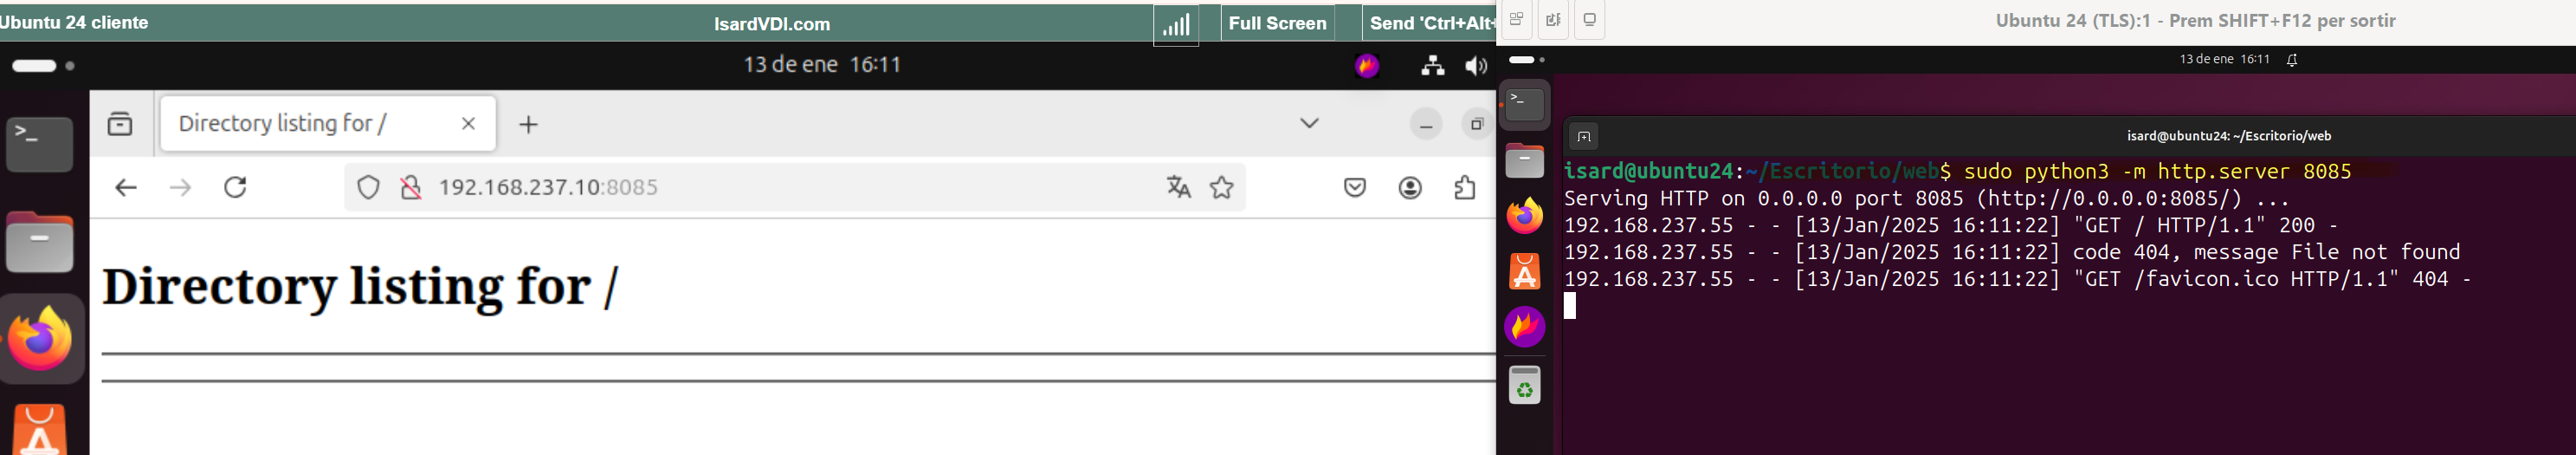 Ubuntu 24 cliente
IsardVDI.com
Full Screen
Send 'Ctrl+Alt+
13 de ene 16:11
Directory listing for /
192.168.237.10:8085
Directory listing for /
Ubuntu 24 (TLS):1 - Prem SHIFT+F12 per sortir
13 de ene 16:11
isard@ubuntu24: ~/Escritorio/web
isard@ubuntu24:~/Escritorio/web$ sudo python3 -m http.server 8085
Serving HTTP on 0.0.0.0 port 8085 (http://0.0.0.0:8085/) ...
192.168.237.55 - - [13/Jan/2025 16:11:22] "GET / HTTP/1.1" 200 -
192.168.237.55 - - [13/Jan/2025 16:11:22] code 404, message File not found
192.168.237.55 - - [13/Jan/2025 16:11:22] "GET /favicon.ico HTTP/1.1" 404 -